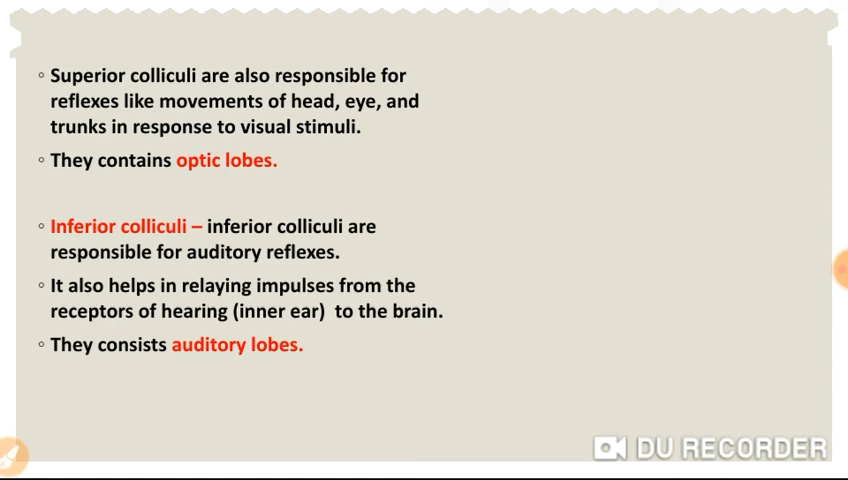 ◦ Superior colliculi are also responsible for
reflexes like movements of head, eye, and
trunks in response to visual stimuli.
◦ They contains optic lobes.
◦ Inferior colliculi – inferior colliculi are
responsible for auditory reflexes.
◦ It also helps in relaying impulses from the
receptors of hearing (inner ear) to the brain.
◦ They consists auditory lobes.
DU RECORDER